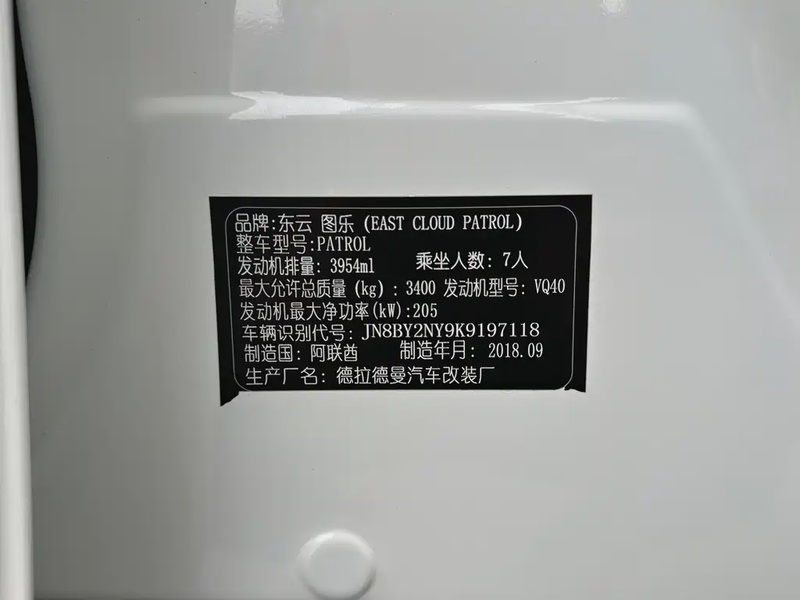 品牌:东云 图乐 (EAST CLOUD PATROL)
整车型号:PATROL
发动机排量: 3954ml 乘坐人数: 7人
最大允许总质量 (kg) : 3400 发动机型号: VQ40
发动机最大净功率(kW):205
车辆识别代号: JN8BY2NY9K9197118
制造国: 阿联酋 制造年月: 2018.09
生产厂名: 德拉德曼汽车改装厂